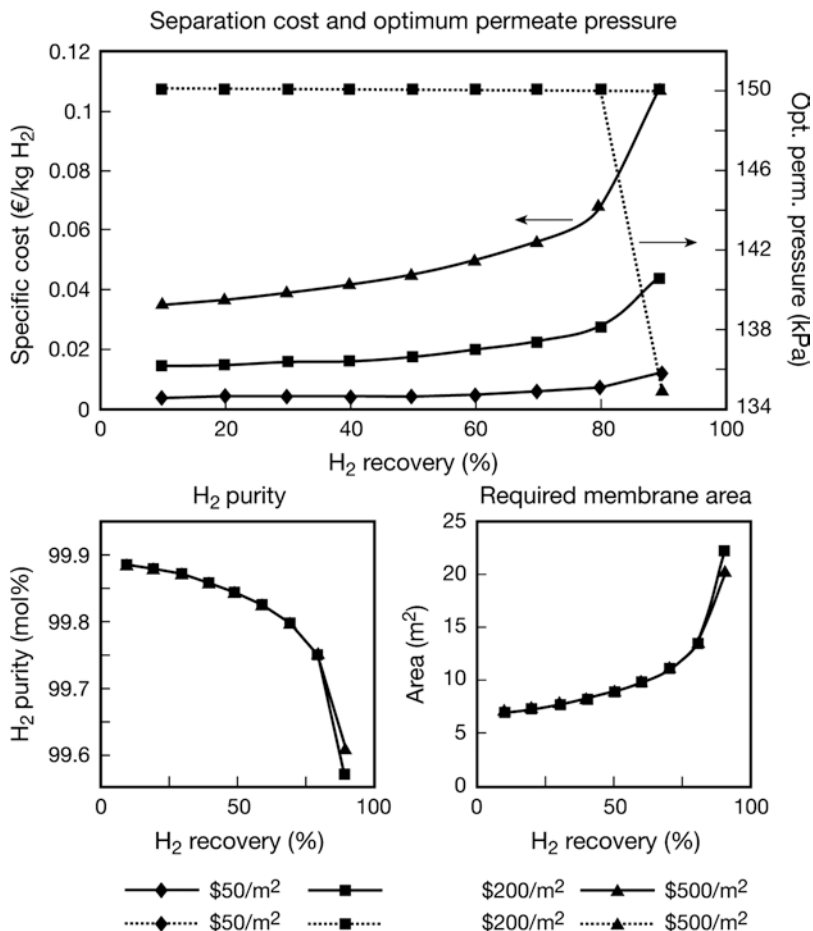 Separation cost and optimum permeate pressure
0.12
0.1
0.08
0.06
0.04
0.02
0
Specific cost (€/kg H2)
150
146
142
138
134
Opt. perm. pressure (kPa)
0 20 40 60 80 100
H2 recovery (%)
H2 purity
99.9
99.8
99.7
99.6
H2 purity (mol%)
0 50 100
H2 recovery (%)
Required membrane area
25
20
15
10
5
0
Area (m2)
0 50 100
H2 recovery (%)
$50/m2 $200/m2 $500/m2
$50/m2 $200/m2 $500/m2